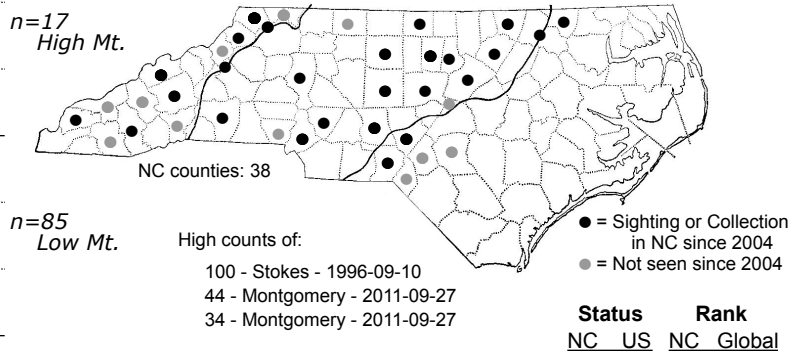 n=17
High Mt.
NC counties: 38
n=85
Low Mt.
High counts of:
100 - Stokes - 1996-09-10
44 - Montgomery - 2011-09-27
34 - Montgomery - 2011-09-27
= Sighting or Collection
in NC since 2004
= Not seen since 2004
Status Rank
NC US NC Global